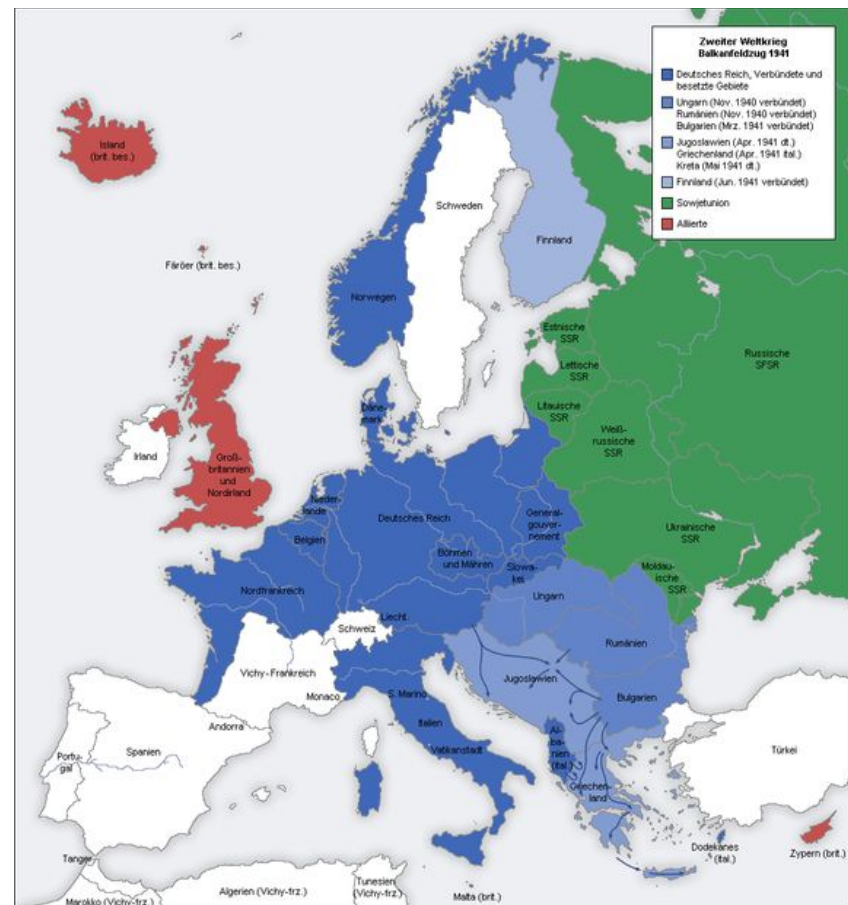 Zweiter Weltkrieg
Balkanfeldzug 1941
Deutsches Reich, Verbündete und
besetzte Gebiete
Ungarn (Nov. 1940 verbündet)
Rumänien (Nov. 1940 verbündet)
Bulgarien (Mrz. 1941 verbündet)
Jugoslawien (Apr. 1941 dt.)
Griechenland (Apr. 1941 ital.)
Kreta (Mai 1941 dt.)
Finnland (Jun. 1941 verbündet)
Sowjetunion
Alliierte
Island
(brit. bes.)
Färöer (brit. bes.)
Schweden
Finnland
Norwegen
Estnische
SSR
Lettische
SSR
Litauische
SSR
Russische
SFSR
Weiß-
russische
SSR
Däne-
mark
Irland
Groß-
britannien
und
Nordirland
Nieder-
lande
Belgien
Deutsches Reich
General-
gouver-
nement
Ukrainische
SSR
Böhmen
und Mähren
Slowa-
kei
Moldau-
ische
SSR
Nordfrankreich
Liecht.
Schweiz
Ungarn
Rumänien
Vichy-Frankreich
Monaco
S. Marino
Jugoslawien
Bulgarien
Andorra
Italien
Vatikanstadt
Portu-
gal
Spanien
Al-
ba-
nien
(ital.)
Türkei
Griechen-
land
Dodekanes
(ital.)
Zypern (brit.)
Tanger
Marokko (Vichy-frz.)
Algerien (Vichy-frz.)
Tunesien
(Vichy-frz.)
Malta (brit.)